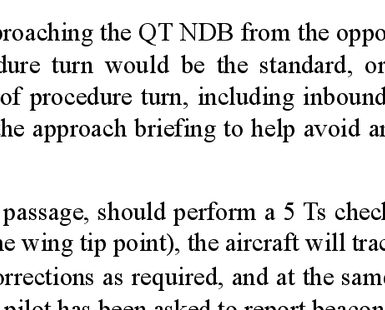 proaching the QT NDB from the oppo
dure turn would be the standard, or
of procedure turn, including inbound
the approach briefing to help avoid an
passage, should perform a 5 Ts check
he wing tip point), the aircraft will trac
orrections as required, and at the same
pilot has been asked to report beacon